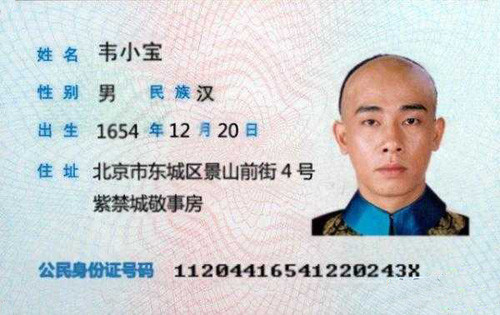 姓名 韦小宝
性别 男 民族 汉
出生 1654 年 12 月 20 日
住址 北京市东城区景山前街 4 号
紫禁城敬事房
公民身份证号码 11204416541220243X